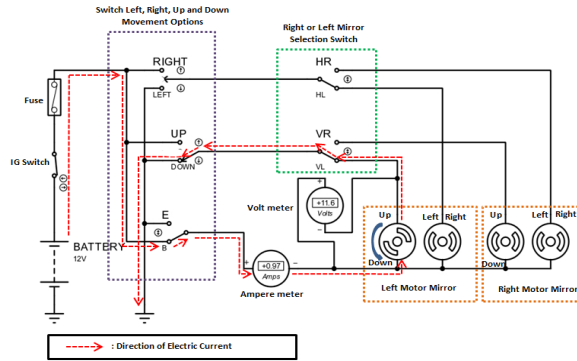 Switch Left, Right, Up and Down
Movement Options
Right or Left Mirror
Selection Switch
RIGHT
LEFT
HR
HL
Fuse
UP
DOWN
VR
VL
IG Switch
Volt meter
+11.6
Volts
E
B
BATTERY
12V
+
-
+0.97
Amps
Ampere meter
Up
Left
Right
Down
Left Motor Mirror
Up
Left
Right
Down
Right Motor Mirror
: Direction of Electric Current